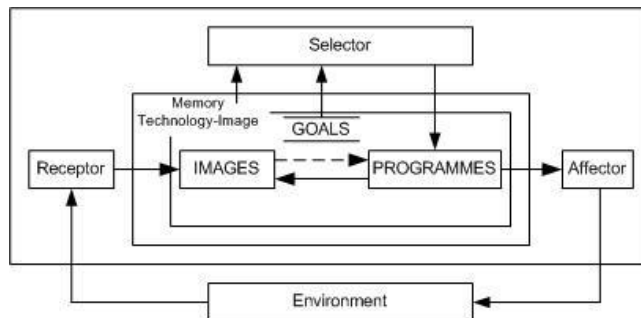 Selector
Memory
Technology-Image
GOALS
Receptor
IMAGES
PROGRAMMES
Affector
Environment